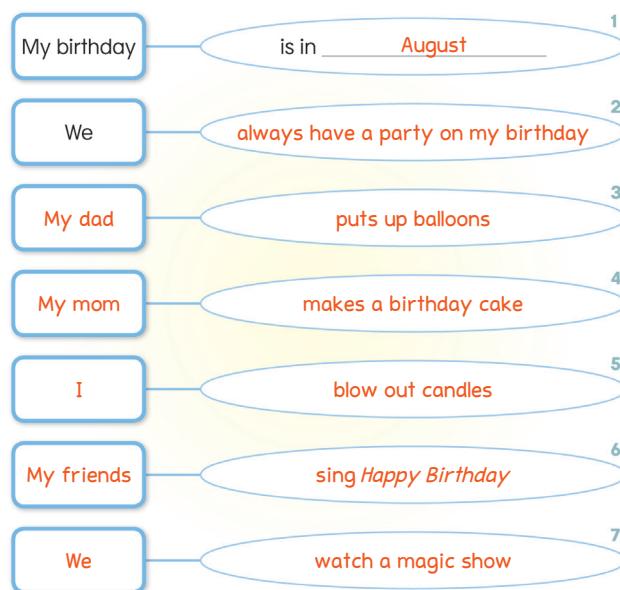 1
My birthday is in August
2
We always have a party on my birthday
3
My dad puts up balloons
4
My mom makes a birthday cake
5
I blow out candles
6
My friends sing Happy Birthday
7
We watch a magic show